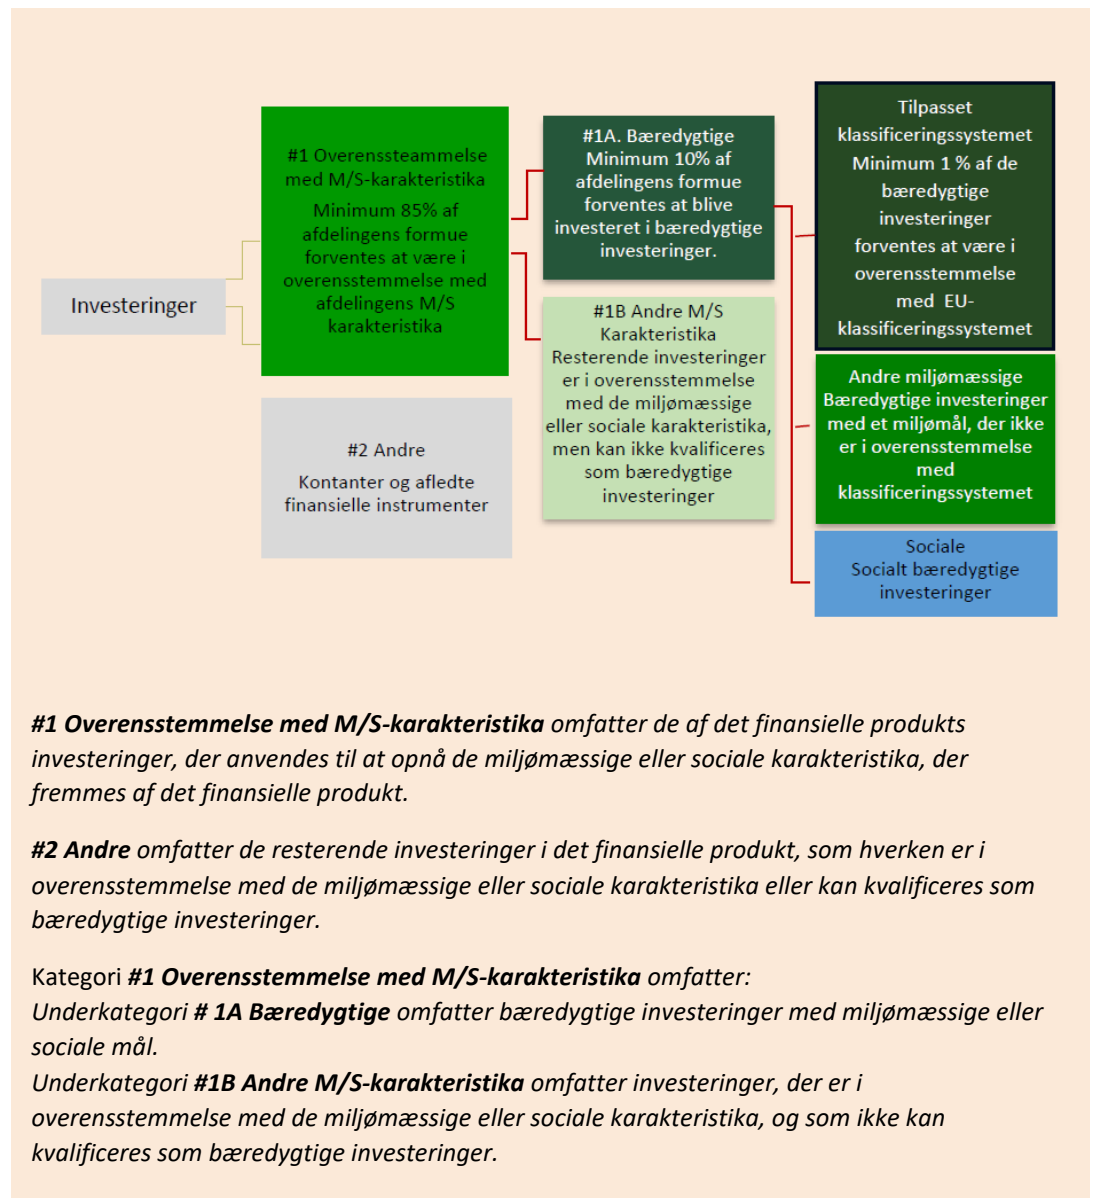 Investeringer
#1 Overenssteammelse
med M/S-karakteristika
Minimum 85% af
afdelingens formue
forventes at være i
overensstemmelse med
afdelingens M/S
karakteristika
#2 Andre
Kontanter og afledte
finansielle instrumenter
#1A. Bæredygtige
Minimum 10% af
afdelingens formue
forventes at blive
investeret i bæredygtige
investeringer.
#1B Andre M/S
Karakteristika
Resterende investeringer
er i overensstemmelse
med de miljømæssige
eller sociale karakteristika,
men kan ikke kvalificeres
som bæredygtige
investeringer
Tilpasset
klassificeringssystemet
Minimum 1 % af de
bæredygtige
investeringer
forventes at være i
overensstemmelse
med EU-
klassificeringssystemet
Andre miljømæssige
Bæredygtige investeringer
med et miljømål, der ikke
er i overensstemmelse
med
klassificeringssystemet
Sociale
Socialt bæredygtige
investeringer
#1 Overensstemmelse med M/S-karakteristika omfatter de af det finansielle produkts
investeringer, der anvendes til at opnå de miljømæssige eller sociale karakteristika, der
fremmes af det finansielle produkt.
#2 Andre omfatter de resterende investeringer i det finansielle produkt, som hverken er i
overensstemmelse med de miljømæssige eller sociale karakteristika eller kan kvalificeres som
bæredygtige investeringer.
Kategori #1 Overensstemmelse med M/S-karakteristika omfatter:
Underkategori # 1A Bæredygtige omfatter bæredygtige investeringer med miljømæssige eller
sociale mål.
Underkategori #1B Andre M/S-karakteristika omfatter investeringer, der er i
overensstemmelse med de miljømæssige eller sociale karakteristika, og som ikke kan
kvalificeres som bæredygtige investeringer.